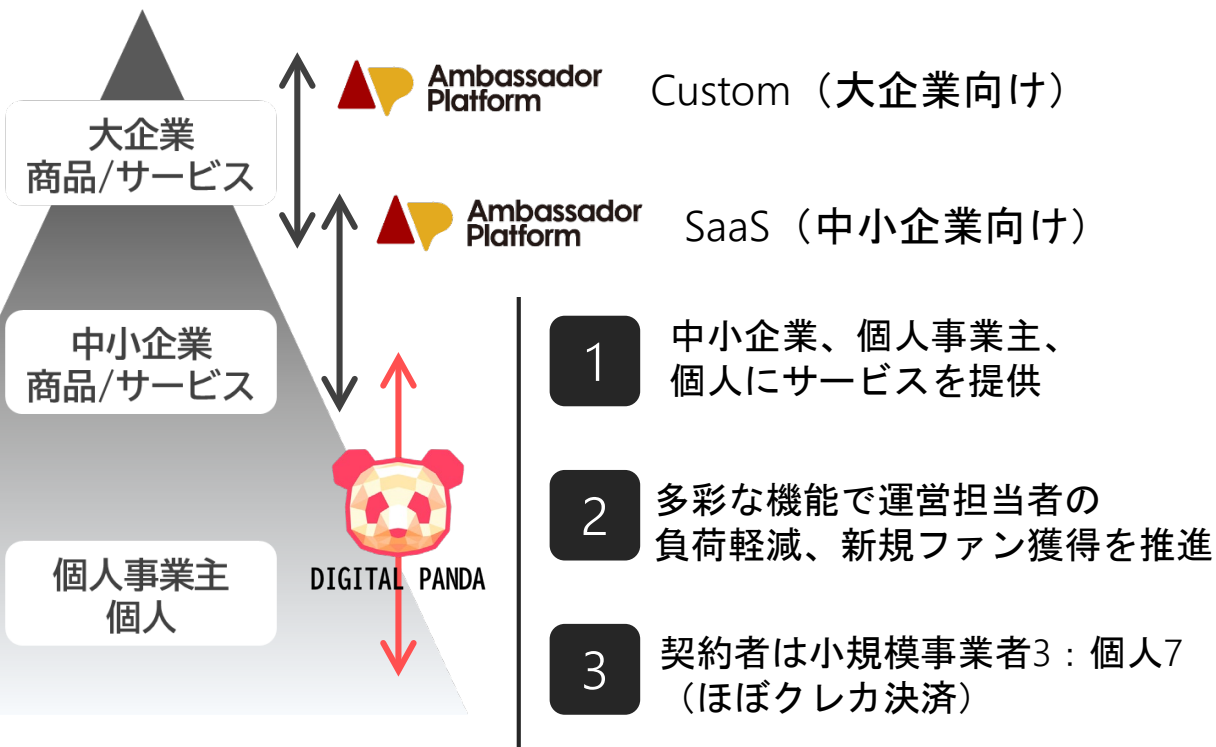 大企業
商品/サービス
中小企業
商品/サービス
個人事業主
個人
Ambassador
Platform
Custom（大企業向け）
Ambassador
Platform
SaaS（中小企業向け）
DIGITAL PANDA
1
中小企業、個人事業主、
個人にサービスを提供
2
多彩な機能で運営担当者の
負荷軽減、新規ファン獲得を推進
3
契約者は小規模事業者3：個人7
（ほぼクレカ決済）